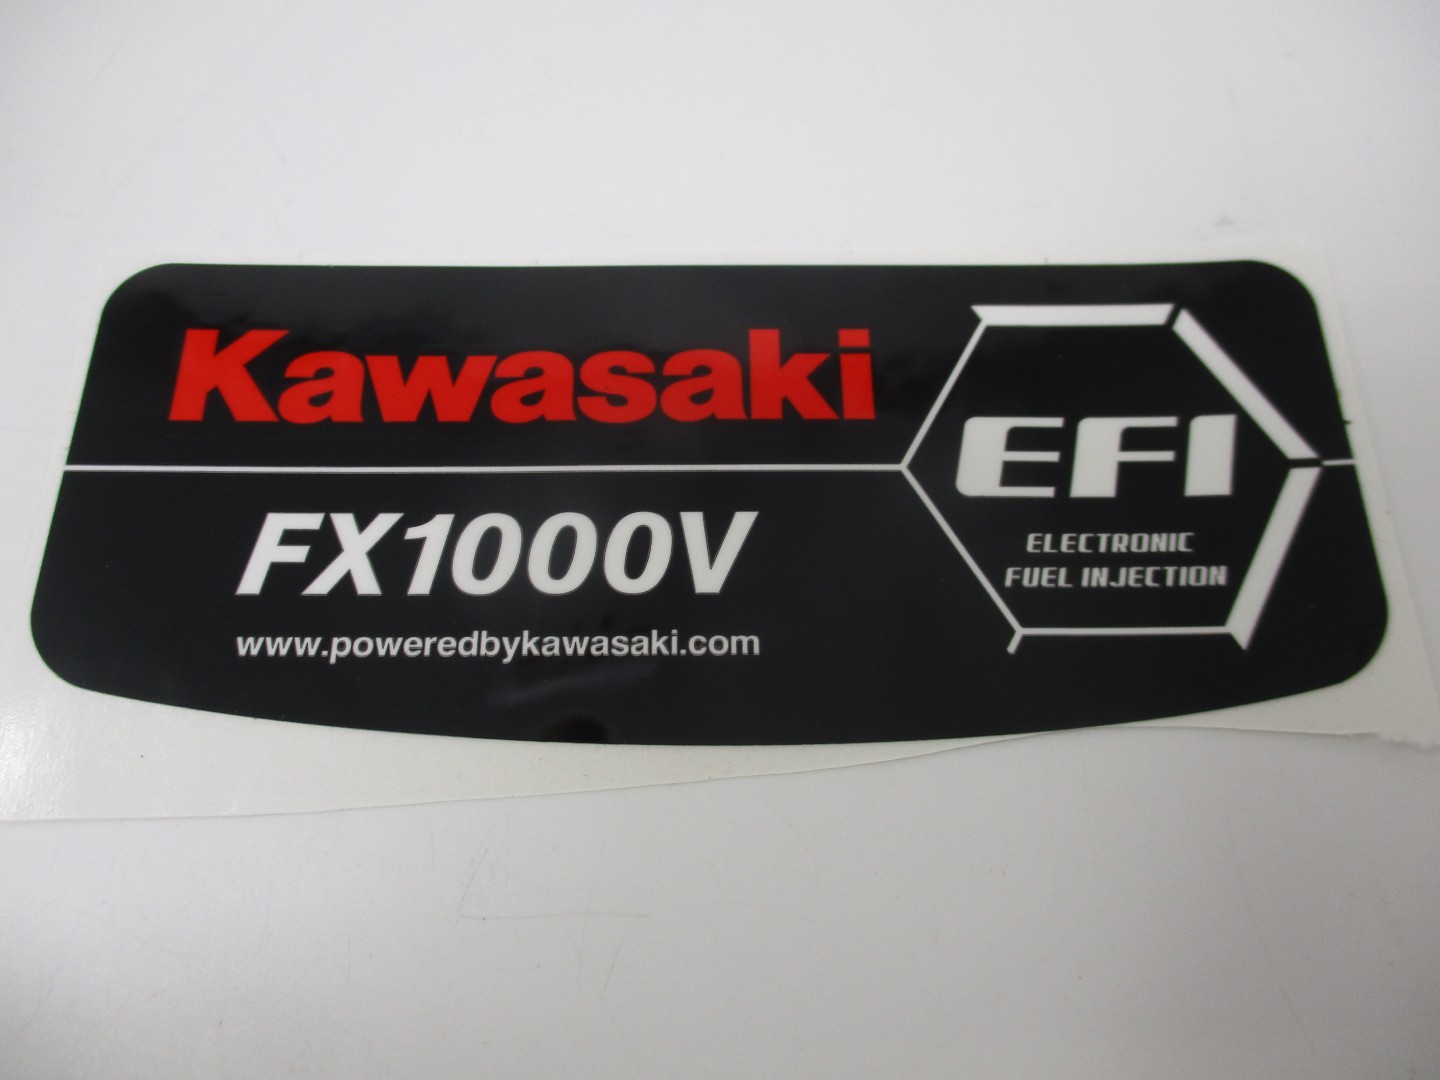 Kawasaki
FX1000V
www.poweredbykawasaki.com
EFI
ELECTRONIC
FUEL INJECTION